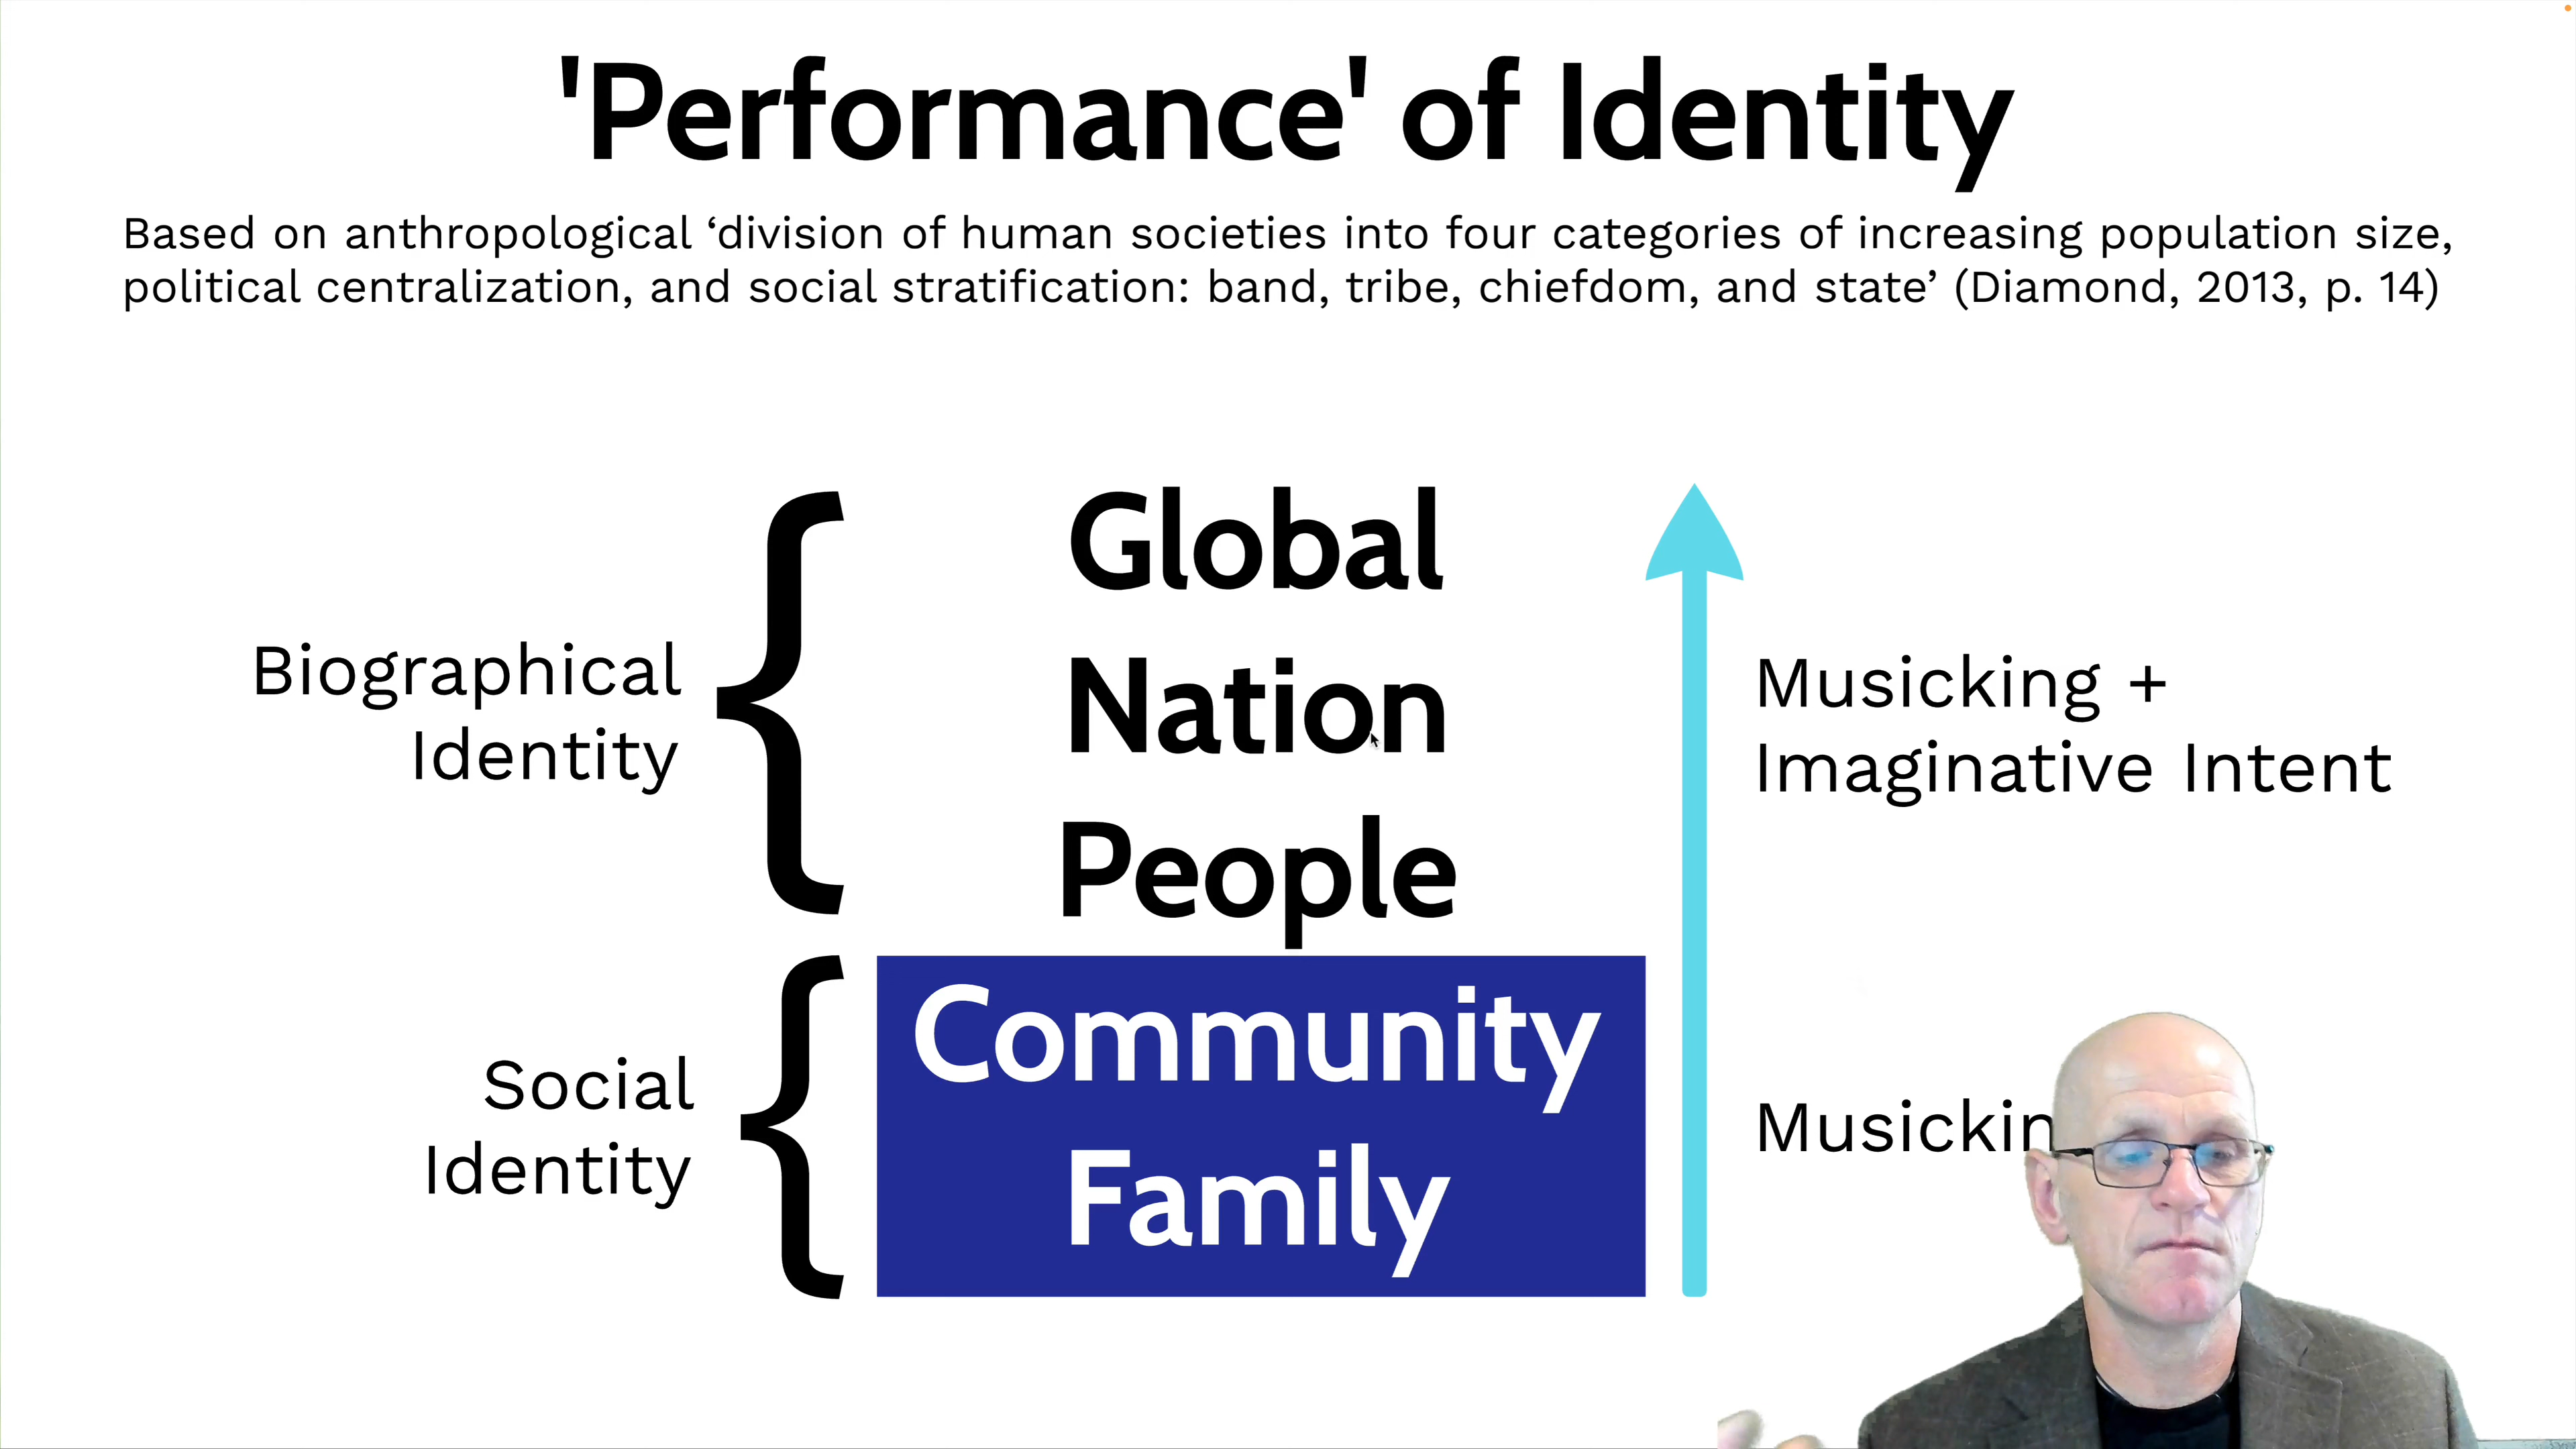 'Performance' of Identity
Based on anthropological ‘division of human societies into four categories of increasing population size,
political centralization, and social stratification: band, tribe, chiefdom, and state’ (Diamond, 2013, p. 14)
Global
Nation
People
Community
Family
Biographical
Identity
Social
Identity
Musicking +
Imaginative Intent
Musickin